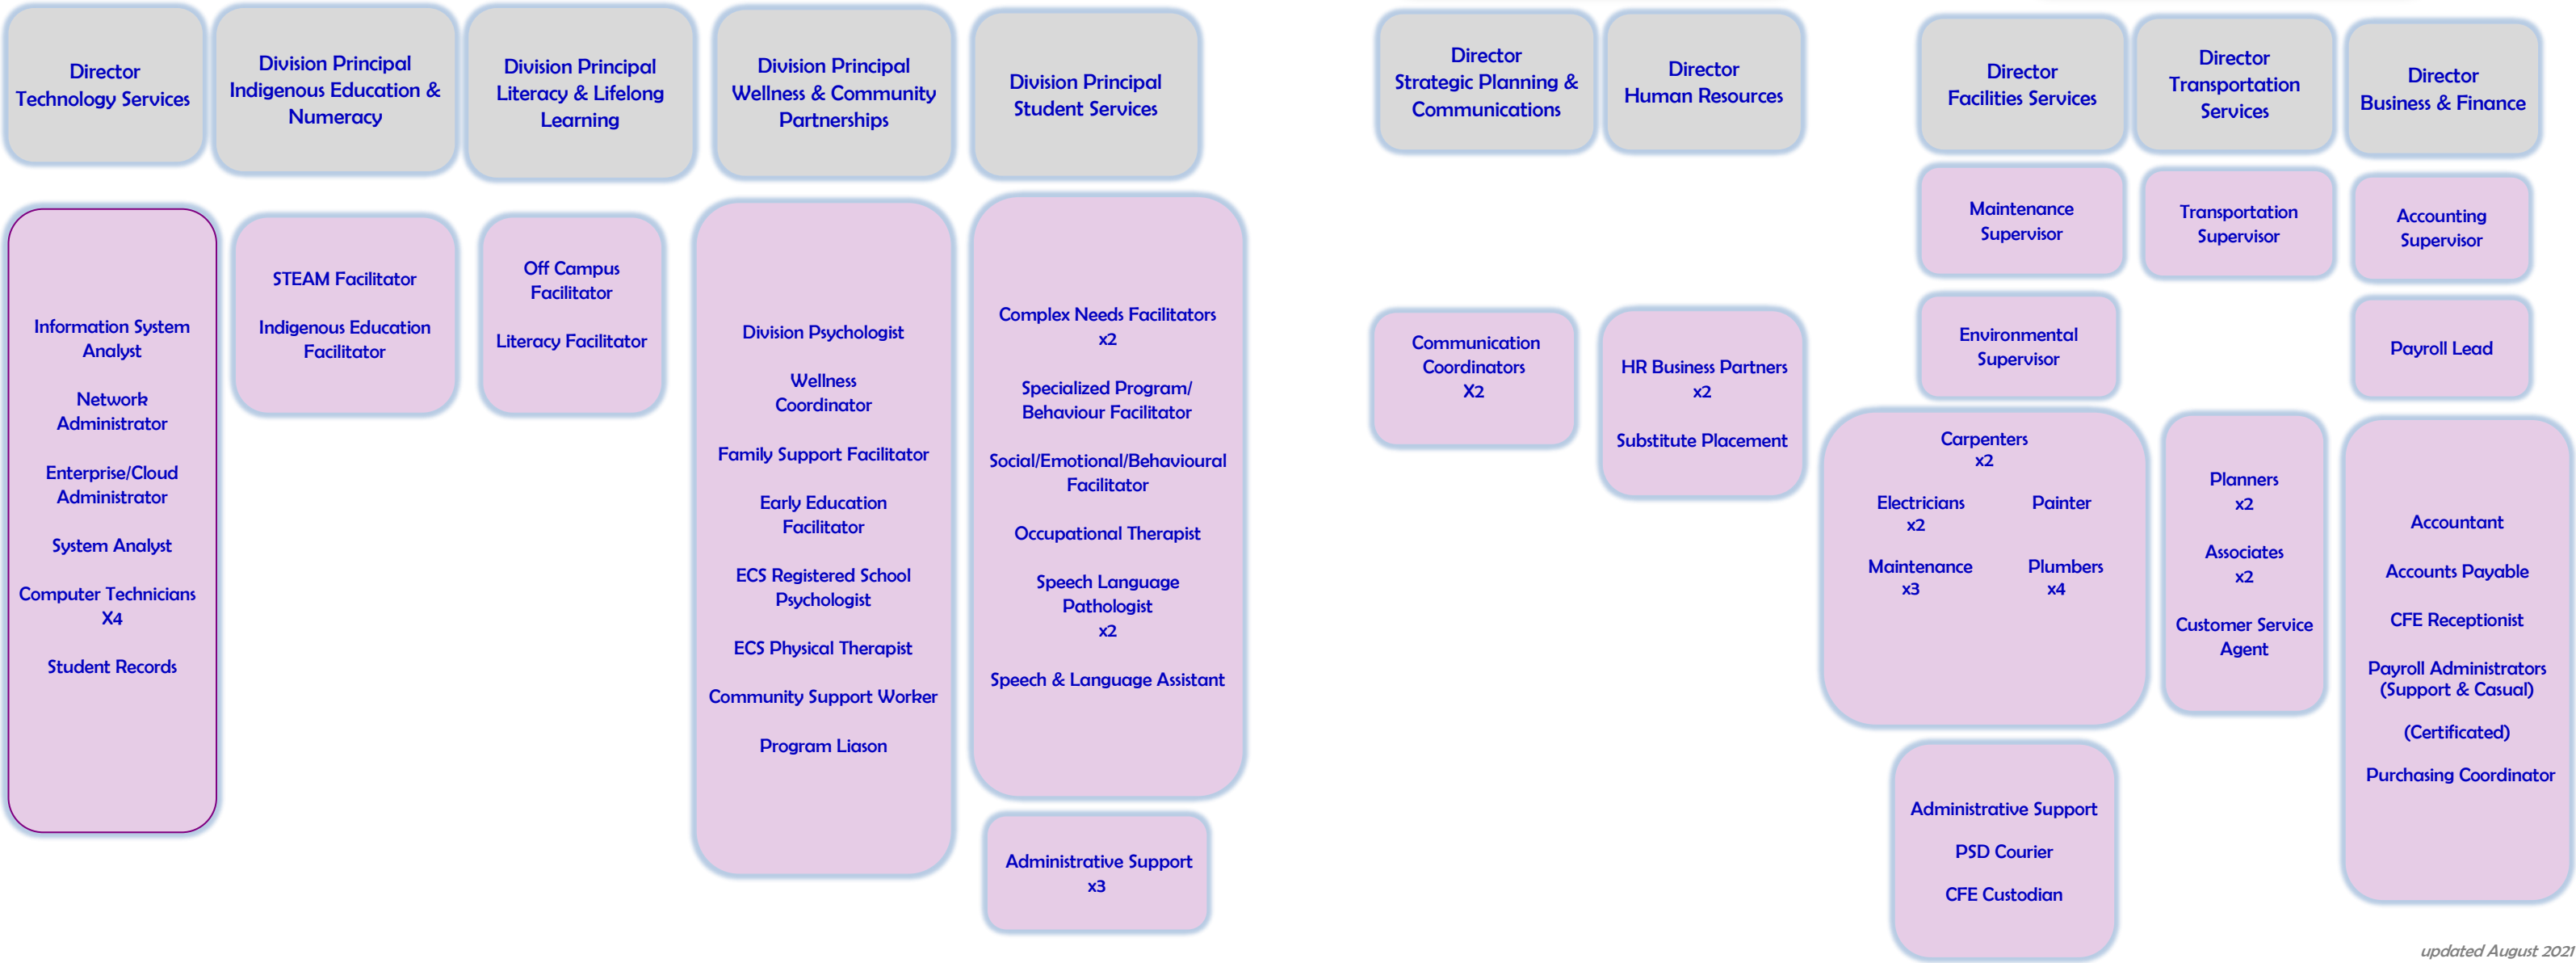 Director
Technology Services
Division Principal
Indigenous Education &
Numeracy
Division Principal
Literacy & Lifelong
Learning
Division Principal
Wellness & Community
Partnerships
Division Principal
Student Services
Director
Strategic Planning &
Communications
Director
Human Resources
Director
Facilities Services
Director
Transportation
Services
Director
Business & Finance
Information System
Analyst
Network
Administrator
Enterprise/Cloud
Administrator
System Analyst
Computer Technicians
X4
Student Records
STEAM Facilitator
Indigenous Education
Facilitator
Off Campus
Facilitator
Literacy Facilitator
Division Psychologist
Wellness
Coordinator
Family Support Facilitator
Early Education
Facilitator
ECS Registered School
Psychologist
ECS Physical Therapist
Community Support Worker
Program Liason
Complex Needs Facilitators
x2
Specialized Program/
Behaviour Facilitator
Social/Emotional/Behavioural
Facilitator
Occupational Therapist
Speech Language
Pathologist
x2
Speech & Language Assistant
Administrative Support
x3
Communication
Coordinators
X2
HR Business Partners
x2
Substitute Placement
Maintenance
Supervisor
Environmental
Supervisor
Carpenters
x2
Electricians
x2
Painter
Maintenance
x3
Plumbers
x4
Administrative Support
PSD Courier
CFE Custodian
Transportation
Supervisor
Planners
x2
Associates
x2
Customer Service
Agent
Accounting
Supervisor
Payroll Lead
Accountant
Accounts Payable
CFE Receptionist
Payroll Administrators
(Support & Casual)
(Certificated)
Purchasing Coordinator
updated August 2021